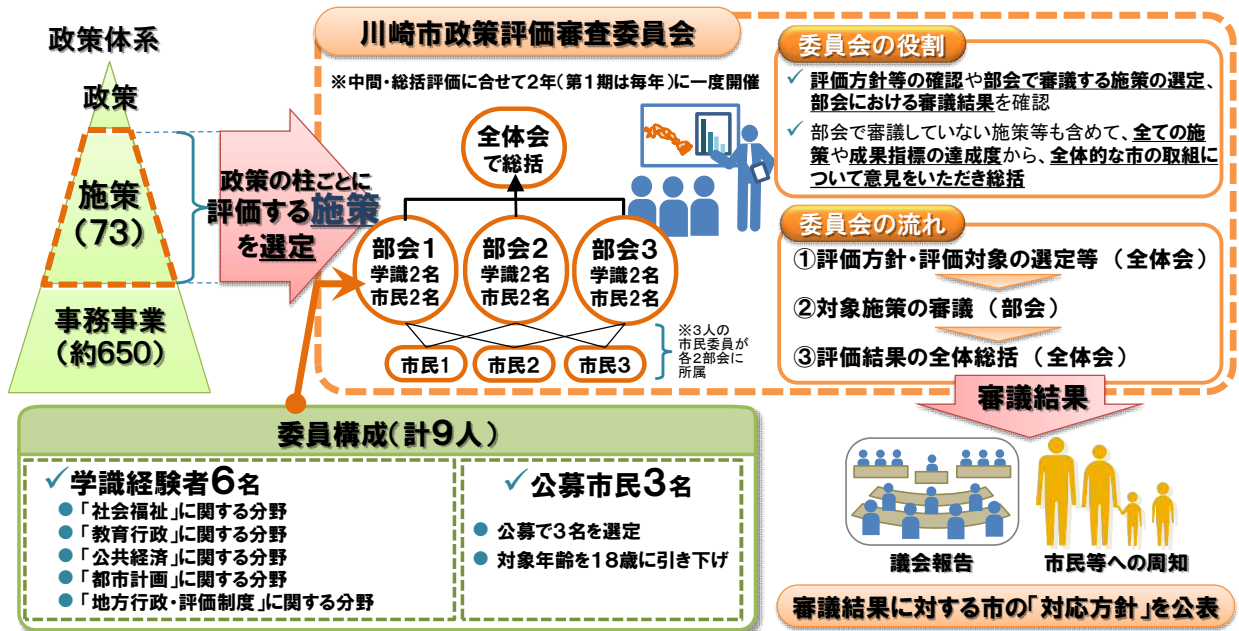 政策体系
政策
施策
（73）
事務事業
（約650）
政策の柱ごとに
評価する施策
を選定
川崎市政策評価審査委員会
※中間・総括評価に合せて2年（第1期は毎年）に一度開催
全体会
で総括
部会1
学識2名
市民2名
部会2
学識2名
市民2名
部会3
学識2名
市民2名
市民1
市民2
市民3
※3人の
市民委員が
各2部会に
所属
委員会の役割
✓ 評価方針等の確認や部会で審議する施策の選定、
部会における審議結果を確認
✓ 部会で審議していない施策等も含めて、全ての施
策や成果指標の達成度から、全体的な市の取組に
ついて意見をいただき総括
委員会の流れ
①評価方針・評価対象の選定等（全体会）
②対象施策の審議（部会）
③評価結果の全体総括（全体会）
審議結果
委員構成（計9人）
✓学識経験者6名
●「社会福祉」に関する分野
●「教育行政」に関する分野
●「公共経済」に関する分野
●「都市計画」に関する分野
●「地方行政・評価制度」に関する分野
✓公募市民3名
● 公募で3名を選定
● 対象年齢を18歳に引き下げ
議会報告
市民等への周知
審議結果に対する市の「対応方針」を公表